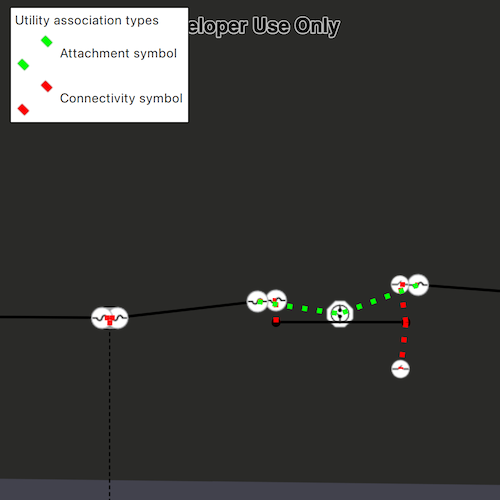 Utility association types
Attachment symbol
Connectivity symbol
eloper Use Only